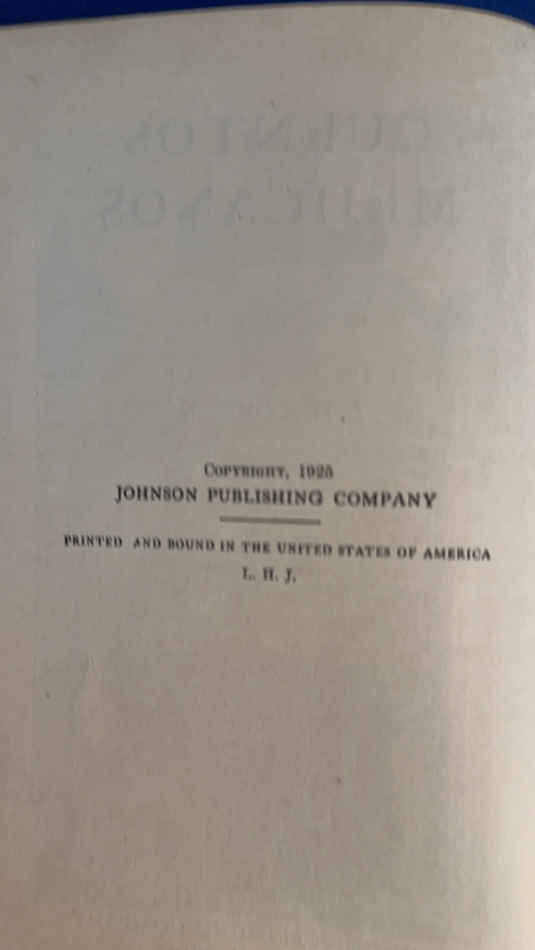 COPYRIGHT, 1925
JOHNSON PUBLISHING COMPANY
PRINTED AND BOUND IN THE UNITED STATES OF AMERICA
L. H. J.